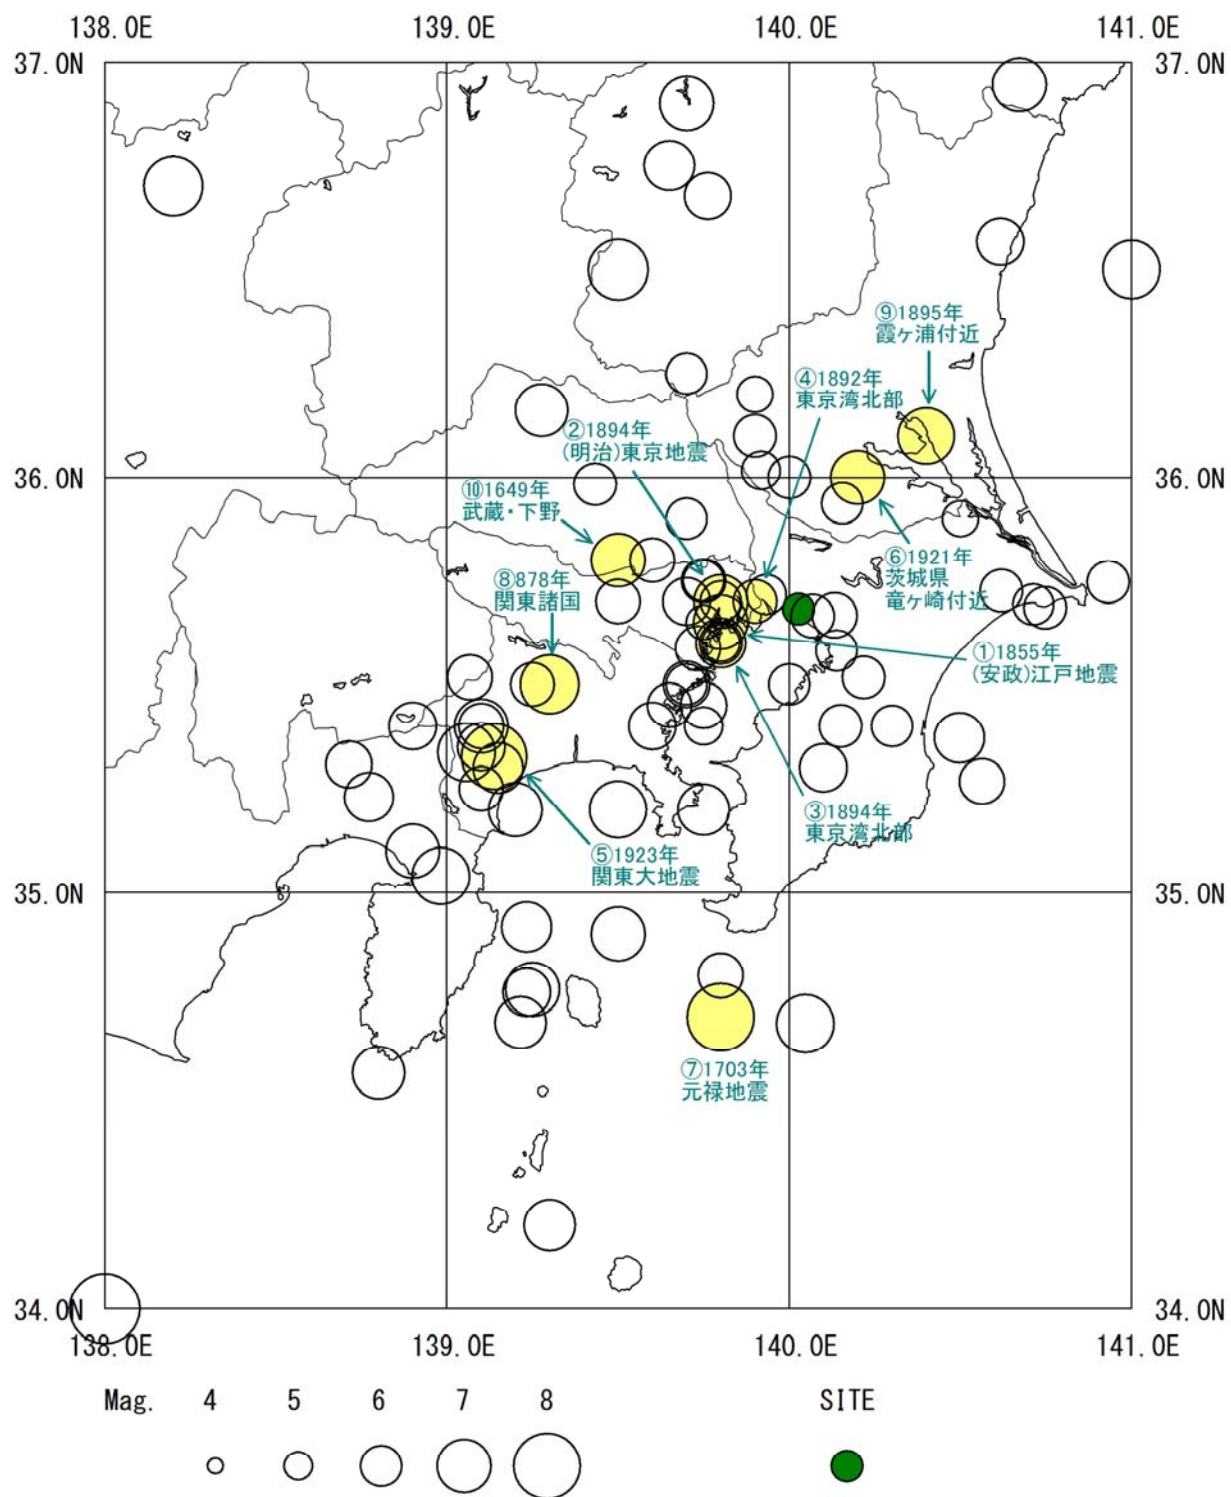 138.0E 139.0E 140.0E 141.0E
37.0N 37.0N
⑨1895年
霞ヶ浦付近
④1892年
東京湾北部
②1894年
(明治)東京地震
36.0N 36.0N
⑩1649年
武蔵・下野
⑥1921年
茨城県
竜ヶ崎付近
⑧878年
関東諸国
①1855年
(安政)江戸地震
③1894年
東京湾北部
⑤1923年
関東大地震
35.0N 35.0N
⑦1703年
元禄地震
34.0N 34.0N
138.0E 139.0E 140.0E 141.0E
Mag. 4 5 6 7 8 SITE